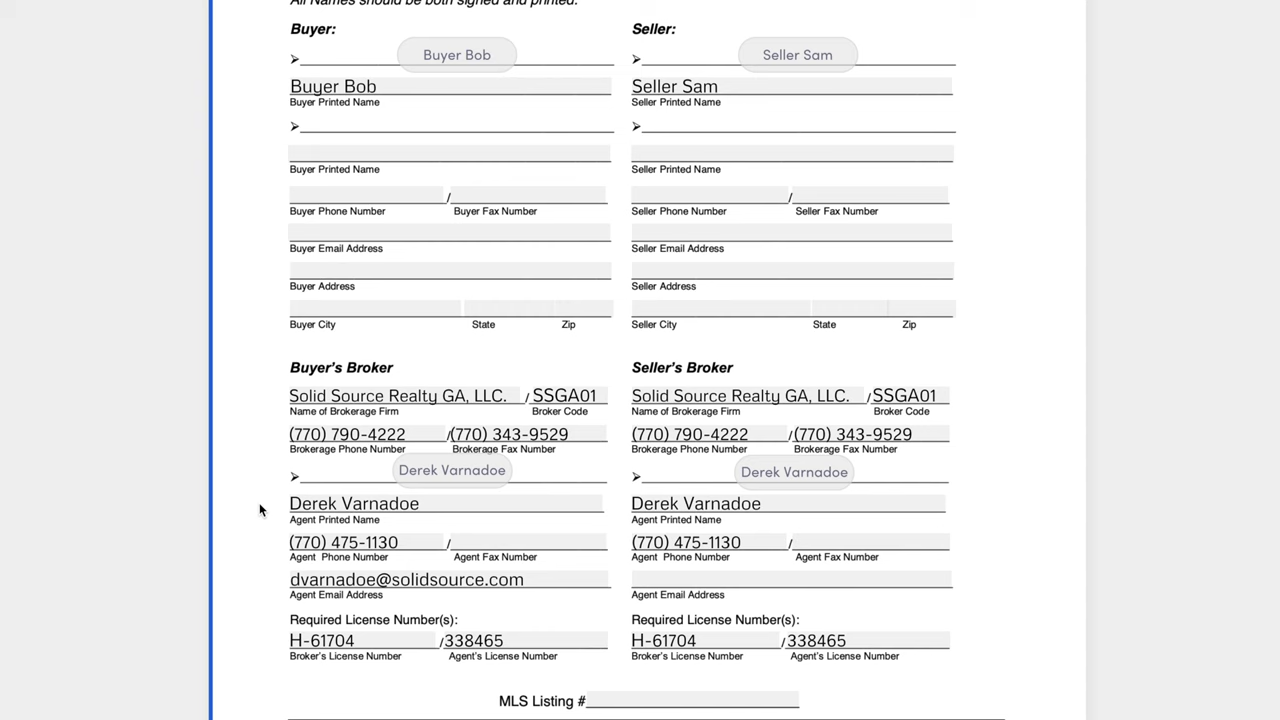 All Names should be both signed and printed.
Buyer:
➢ Buyer Bob
Buyer Bob
Buyer Printed Name
➢
Buyer Printed Name
/
Buyer Phone Number Buyer Fax Number
Buyer Email Address
Buyer Address
Buyer City State Zip
Seller:
➢ Seller Sam
Seller Sam
Seller Printed Name
➢
Seller Printed Name
/
Seller Phone Number Seller Fax Number
Seller Email Address
Seller Address
Seller City State Zip
Buyer's Broker
Solid Source Realty GA, LLC. / SSGA01
Name of Brokerage Firm Broker Code
(770) 790-4222 /(770) 343-9529
Brokerage Phone Number Brokerage Fax Number
➢ Derek Varnadoe
Derek Varnadoe
Agent Printed Name
(770) 475-1130 /
Agent Phone Number Agent Fax Number
dvarnadoe@solidsource.com
Agent Email Address
Required License Number(s):
H-61704 /338465
Broker's License Number Agent's License Number
Seller's Broker
Solid Source Realty GA, LLC. /SSGA01
Name of Brokerage Firm Broker Code
(770) 790-4222 /(770) 343-9529
Brokerage Phone Number Brokerage Fax Number
➢ Derek Varnadoe
Derek Varnadoe
Agent Printed Name
(770) 475-1130 /
Agent Phone Number Agent Fax Number
Agent Email Address
Required License Number(s):
H-61704 /338465
Broker's License Number Agent's License Number
MLS Listing #